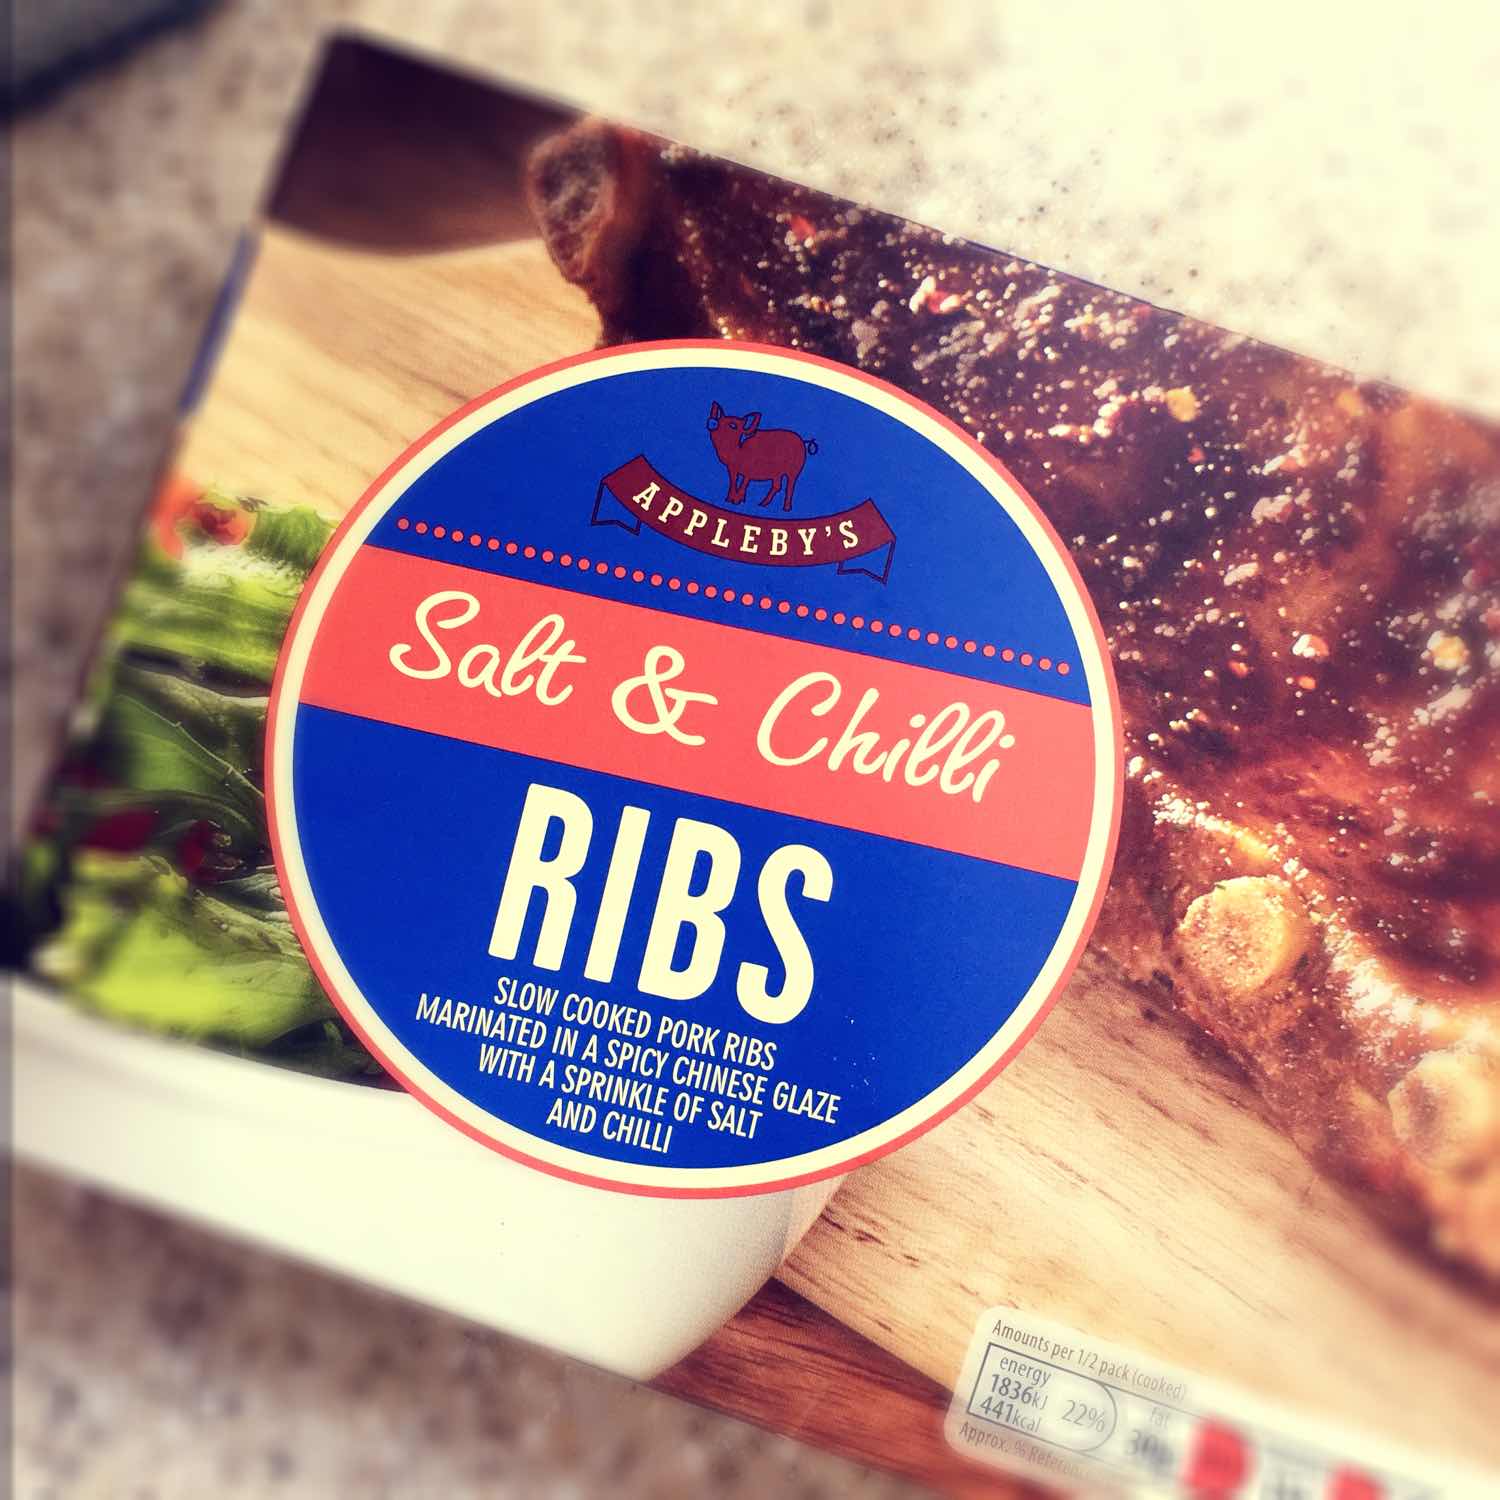 APPLEBY'S
Salt & Chilli
RIBS
SLOW COOKED PORK RIBS
MARINATED IN A SPICY CHINESE GLAZE
WITH A SPRINKLE OF SALT
AND CHILLI
Amounts per 1/2 pack (cooked)
energy
1836kJ
441kcal
22%
fat
Approx. %